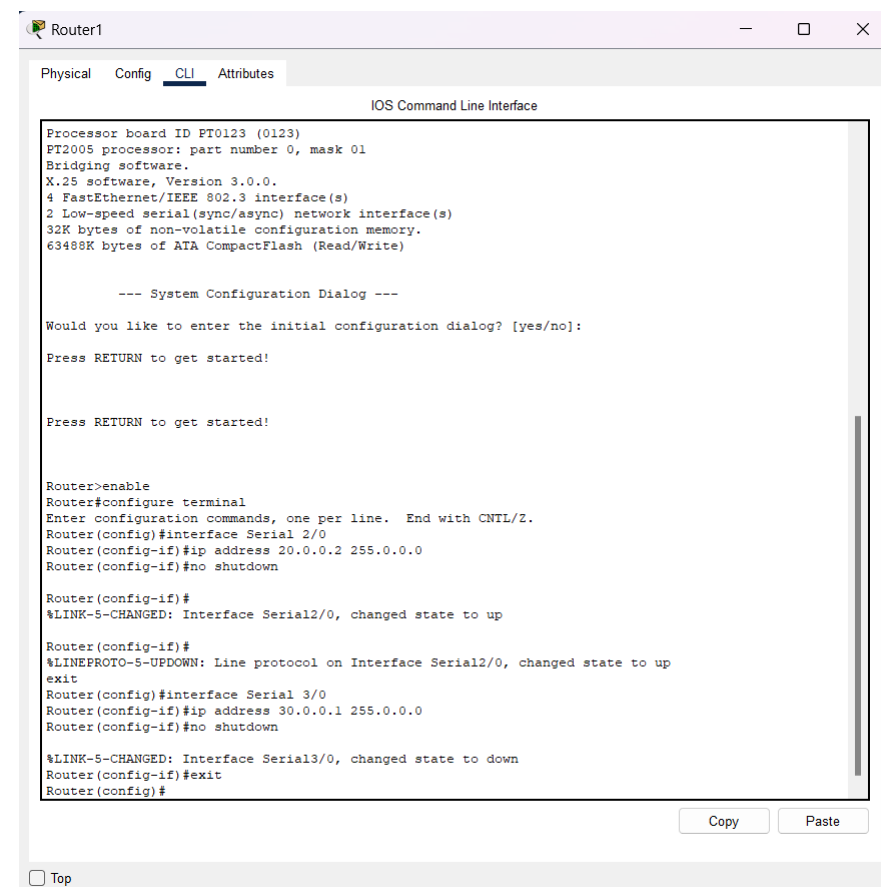 Router1
Physical Config CLI Attributes
IOS Command Line Interface
Processor board ID PT0123 (0123)
PT2005 processor: part number 0, mask 01
Bridging software.
X.25 software, Version 3.0.0.
4 FastEthernet/IEEE 802.3 interface(s)
2 Low-speed serial(sync/async) network interface(s)
32K bytes of non-volatile configuration memory.
63488K bytes of ATA CompactFlash (Read/Write)
--- System Configuration Dialog ---
Would you like to enter the initial configuration dialog? [yes/no]:
Press RETURN to get started!
Press RETURN to get started!
Router>enable
Router#configure terminal
Enter configuration commands, one per line.  End with CNTL/Z.
Router(config)#interface Serial 2/0
Router(config-if)#ip address 20.0.0.2 255.0.0.0
Router(config-if)#no shutdown
Router(config-if)#
%LINK-5-CHANGED: Interface Serial2/0, changed state to up
Router(config-if)#
%LINEPROTO-5-UPDOWN: Line protocol on Interface Serial2/0, changed state to up
exit
Router(config)#interface Serial 3/0
Router(config-if)#ip address 30.0.0.1 255.0.0.0
Router(config-if)#no shutdown
%LINK-5-CHANGED: Interface Serial3/0, changed state to down
Router(config-if)#exit
Router(config)#
Copy Paste
Top